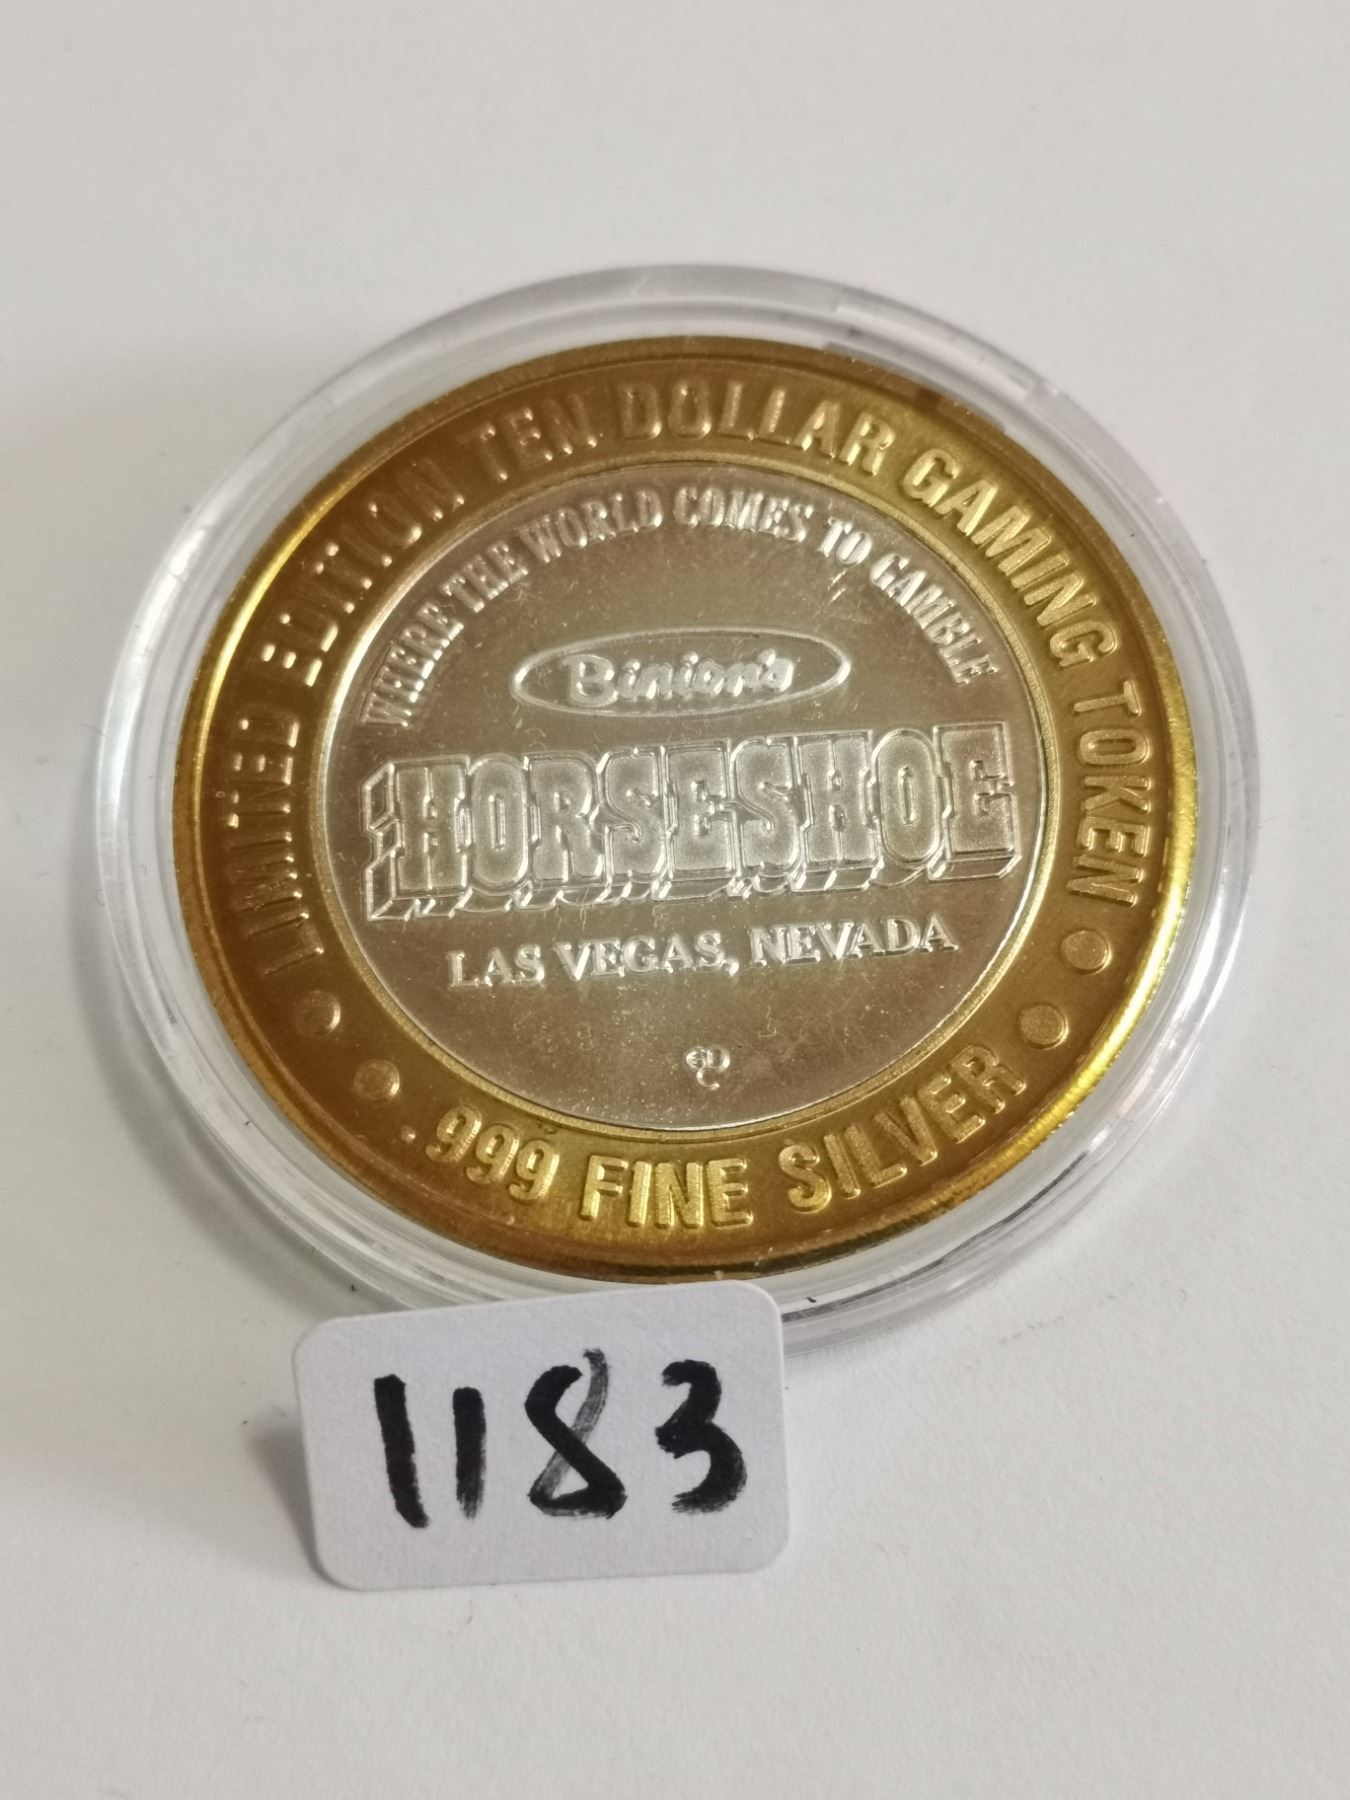 LIMITED EDITION TEN DOLLAR GAMING TOKEN
WHERE THE WORLD COMES TO GAMBLE
Binion's
HORSESHOE
LAS VEGAS, NEVADA
.999 FINE SILVER
1183